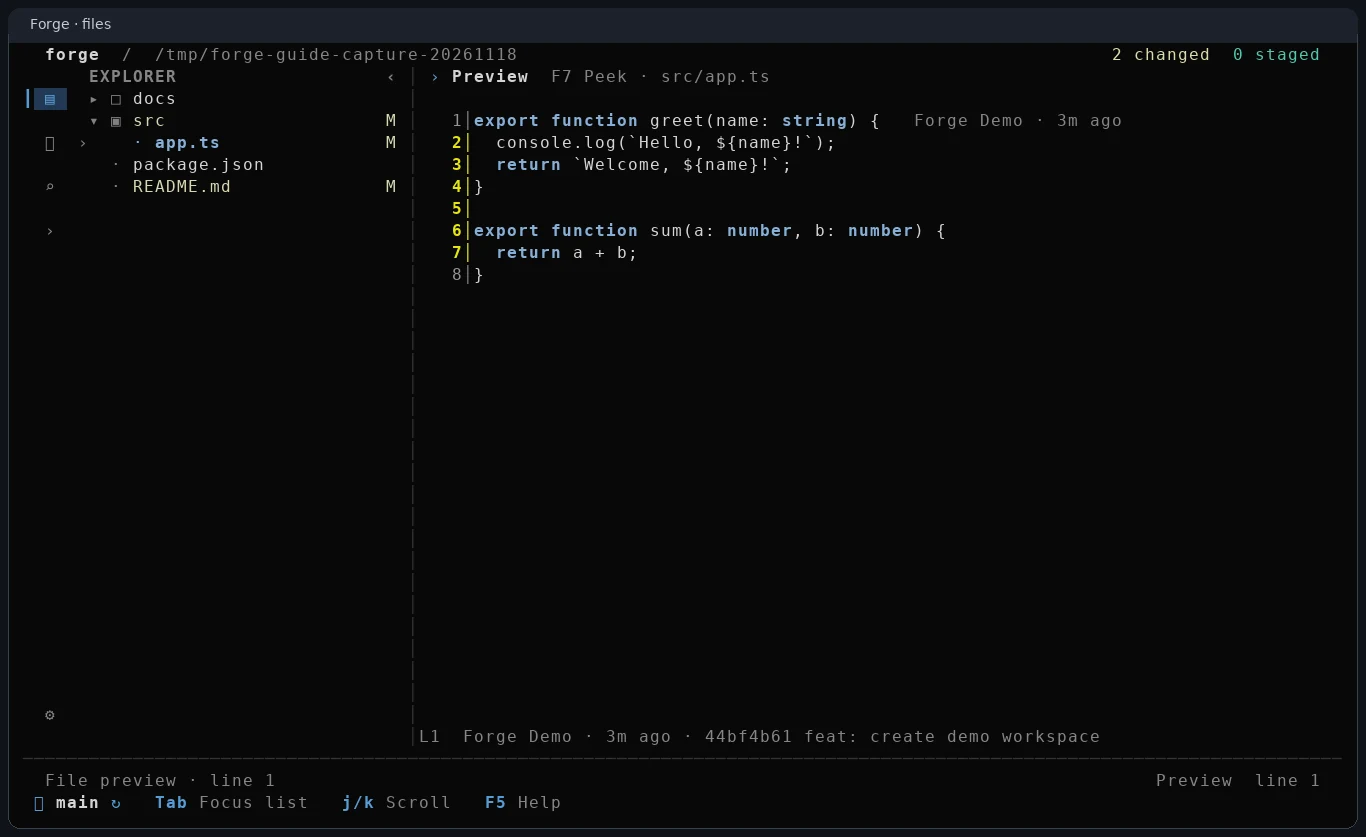 Forge · files
forge / /tmp/forge-guide-capture-20261118 2 changed 0 staged
EXPLORER ‹ › Preview F7 Peek · src/app.ts
▸ □ docs
▾ ▣ src M 1│export function greet(name: string) { Forge Demo · 3m ago
› · app.ts M 2│ console.log(`Hello, ${name}!`);
· package.json 3│ return `Welcome, ${name}!`;
· README.md M 4│}
5│
› 6│export function sum(a: number, b: number) {
7│ return a + b;
8│}
L1 Forge Demo · 3m ago · 44bf4b61 feat: create demo workspace
File preview · line 1 Preview line 1
main ↻ Tab Focus list j/k Scroll F5 Help